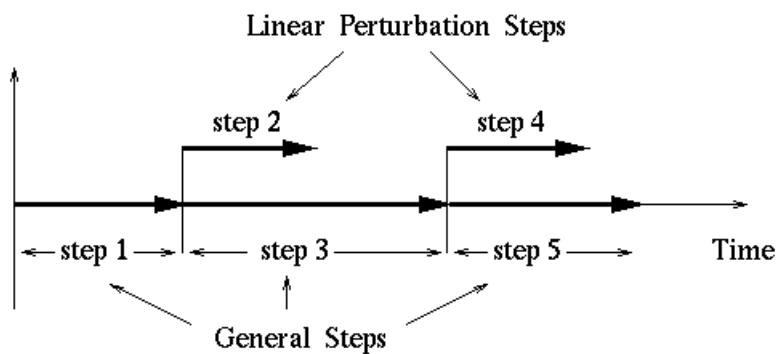 Linear Perturbation Steps
step 2
step 4
step 1
step 3
step 5
Time
General Steps